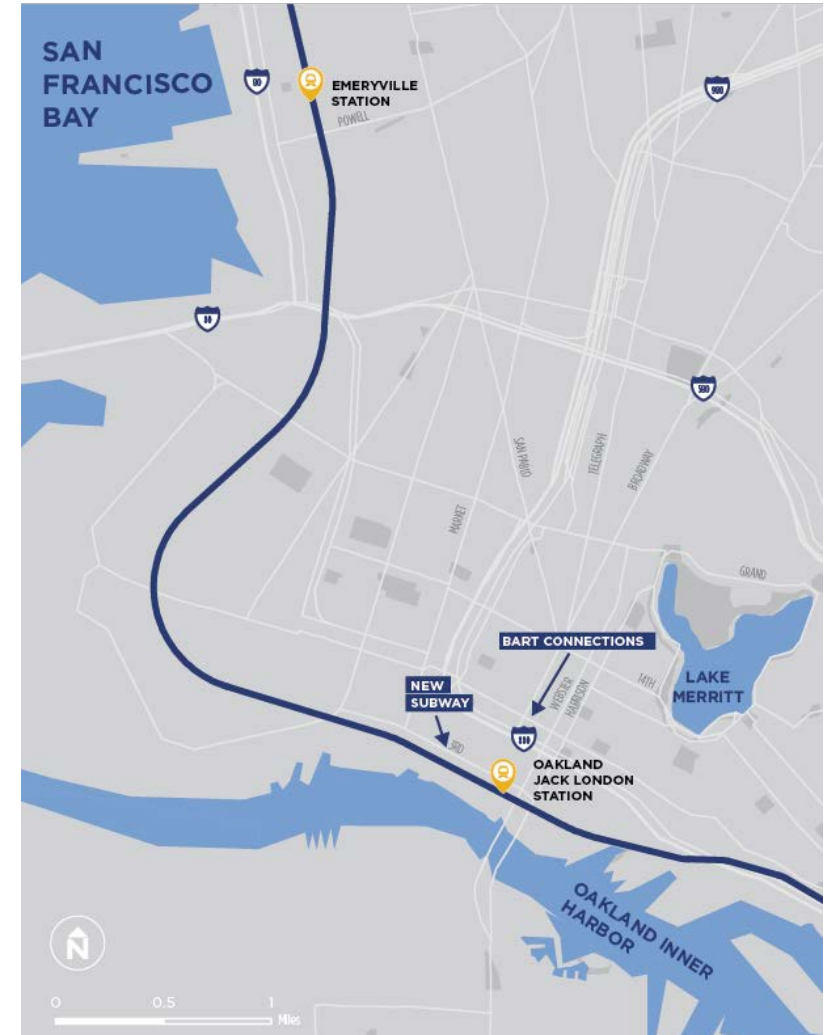 SAN
FRANCISCO
BAY
80
EMERYVILLE
STATION
POWELL
980
80
580
SAN PABLO
TELEGRAPH
BROADWAY
MARKET
GRAND
BART CONNECTIONS
LAKE
MERRITT
14TH
WEBSTER
HARRISON
NEW
SUBWAY
3RD
OAKLAND
JACK LONDON
STATION
OAKLAND INNER
HARBOR
N
0 0.5 1
Miles